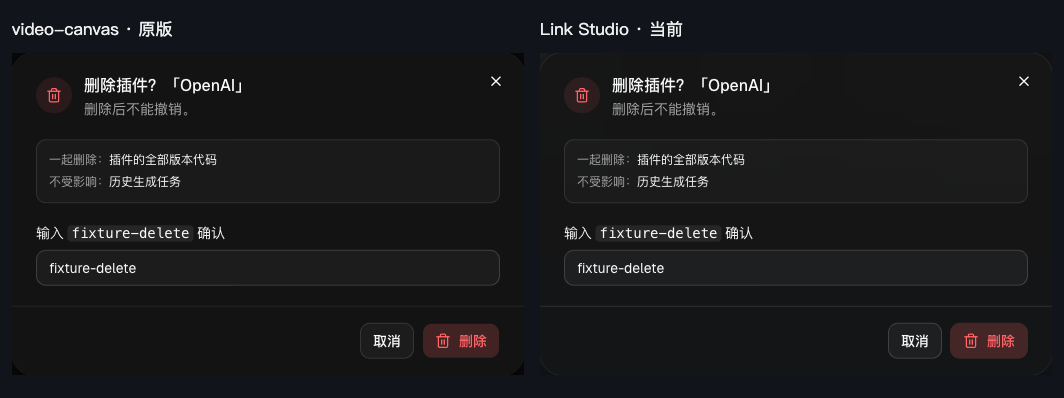 video-canvas · 原版
删除插件？「OpenAI」
删除后不能撤销。
一起删除：插件的全部版本代码
不受影响：历史生成任务
输入 fixture-delete 确认
fixture-delete
取消
删除
Link Studio · 当前
删除插件？「OpenAI」
删除后不能撤销。
一起删除：插件的全部版本代码
不受影响：历史生成任务
输入 fixture-delete 确认
fixture-delete
取消
删除